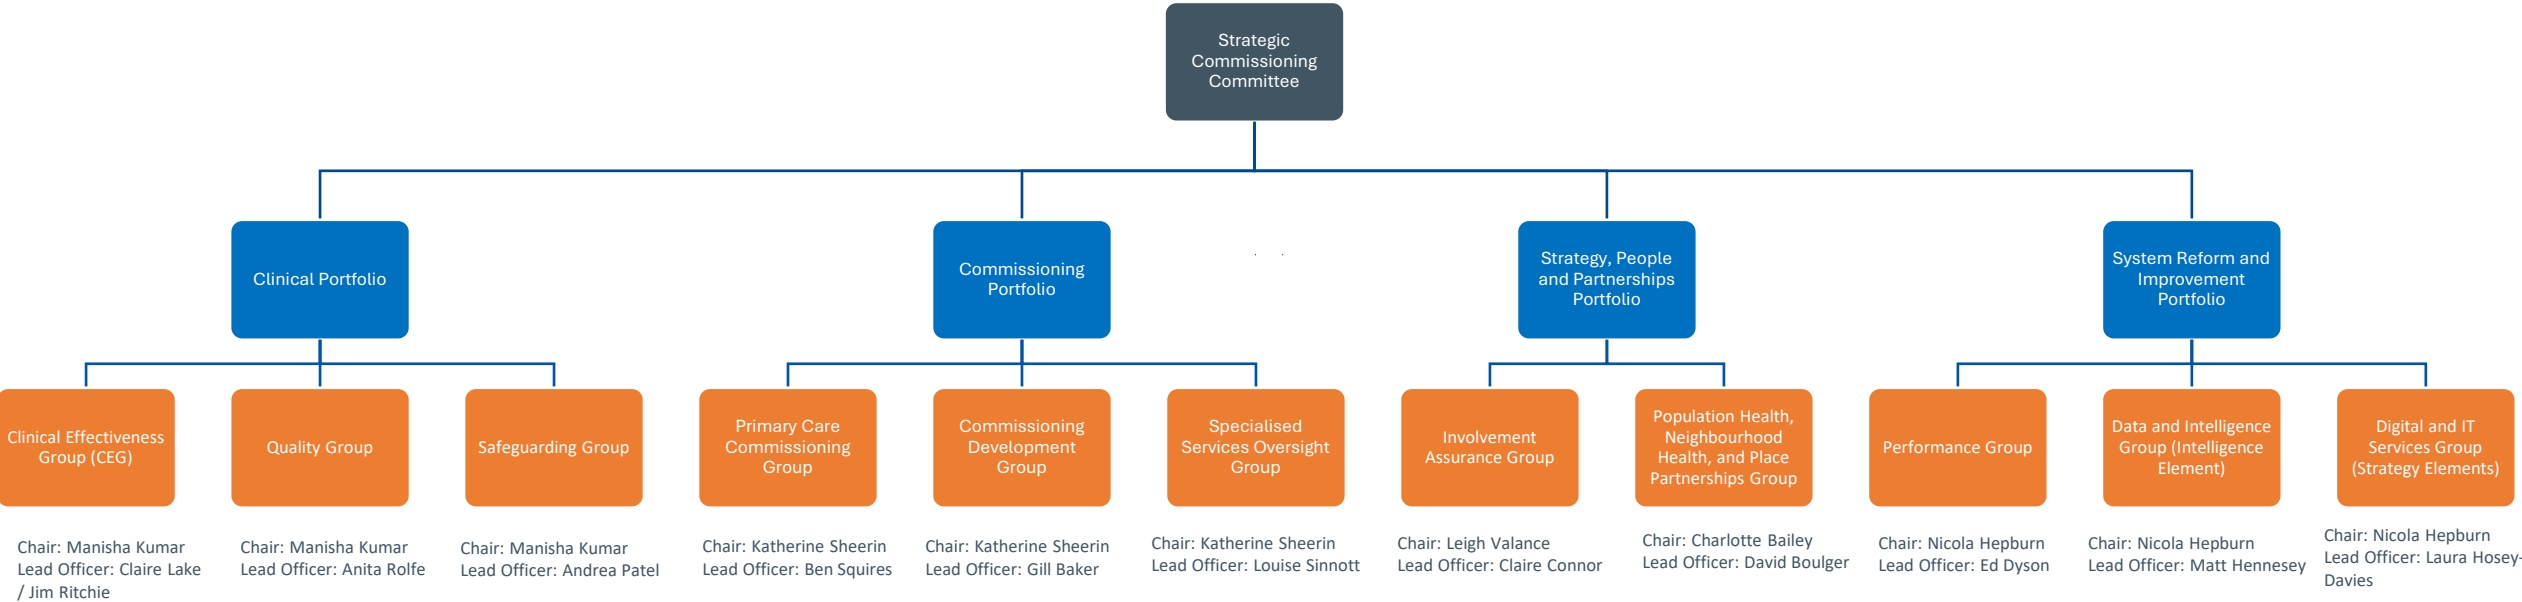 Strategic
Commissioning
Committee
Clinical Portfolio
Commissioning
Portfolio
Strategy, People
and Partnerships
Portfolio
System Reform and
Improvement
Portfolio
Clinical Effectiveness
Group (CEG)
Quality Group
Safeguarding Group
Primary Care
Commissioning
Group
Commissioning
Development
Group
Specialised
Services Oversight
Group
Involvement
Assurance Group
Population Health,
Neighbourhood
Health, and Place
Partnerships Group
Performance Group
Data and Intelligence
Group (Intelligence
Element)
Digital and IT
Services Group
(Strategy Elements)
Chair: Manisha Kumar
Lead Officer: Claire Lake
/ Jim Ritchie
Chair: Manisha Kumar
Lead Officer: Anita Rolfe
Chair: Manisha Kumar
Lead Officer: Andrea Patel
Chair: Katherine Sheerin
Lead Officer: Ben Squires
Chair: Katherine Sheerin
Lead Officer: Gill Baker
Chair: Katherine Sheerin
Lead Officer: Louise Sinnott
Chair: Leigh Valance
Lead Officer: Claire Connor
Chair: Charlotte Bailey
Lead Officer: David Boulger
Chair: Nicola Hepburn
Lead Officer: Ed Dyson
Chair: Nicola Hepburn
Lead Officer: Matt Hennesey
Chair: Nicola Hepburn
Lead Officer: Laura Hosey-
Davies